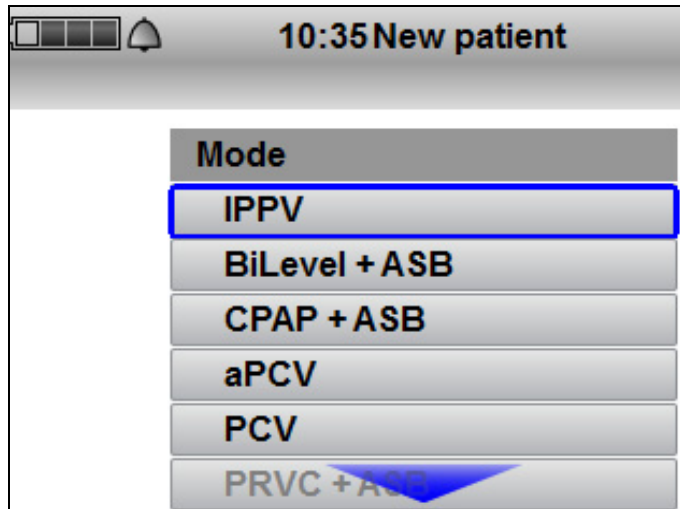 10:35 New patient
Mode
IPPV
BiLevel + ASB
CPAP + ASB
aPCV
PCV
PRVC + ASB